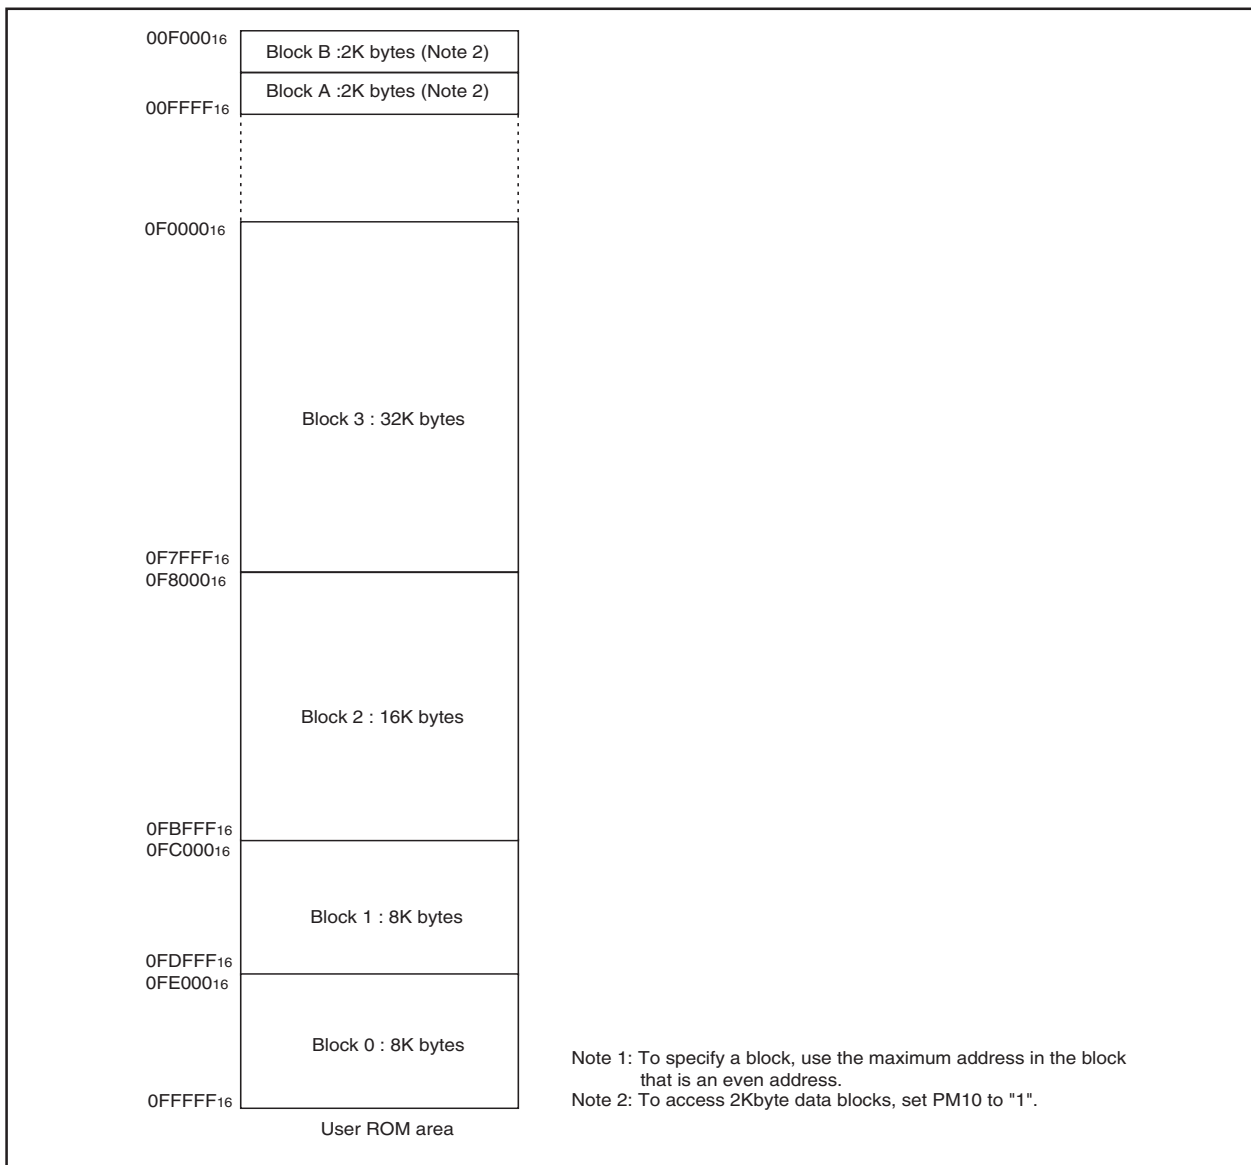 00F00016
Block B :2K bytes (Note 2)
Block A :2K bytes (Note 2)
00FFFF16
0F000016
Block 3 : 32K bytes
0F7FFF16
0F800016
Block 2 : 16K bytes
0FBFFF16
0FC00016
Block 1 : 8K bytes
0FDFFF16
0FE00016
Block 0 : 8K bytes
0FFFFF16
User ROM area
Note 1: To specify a block, use the maximum address in the block
that is an even address.
Note 2: To access 2Kbyte data blocks, set PM10 to "1".